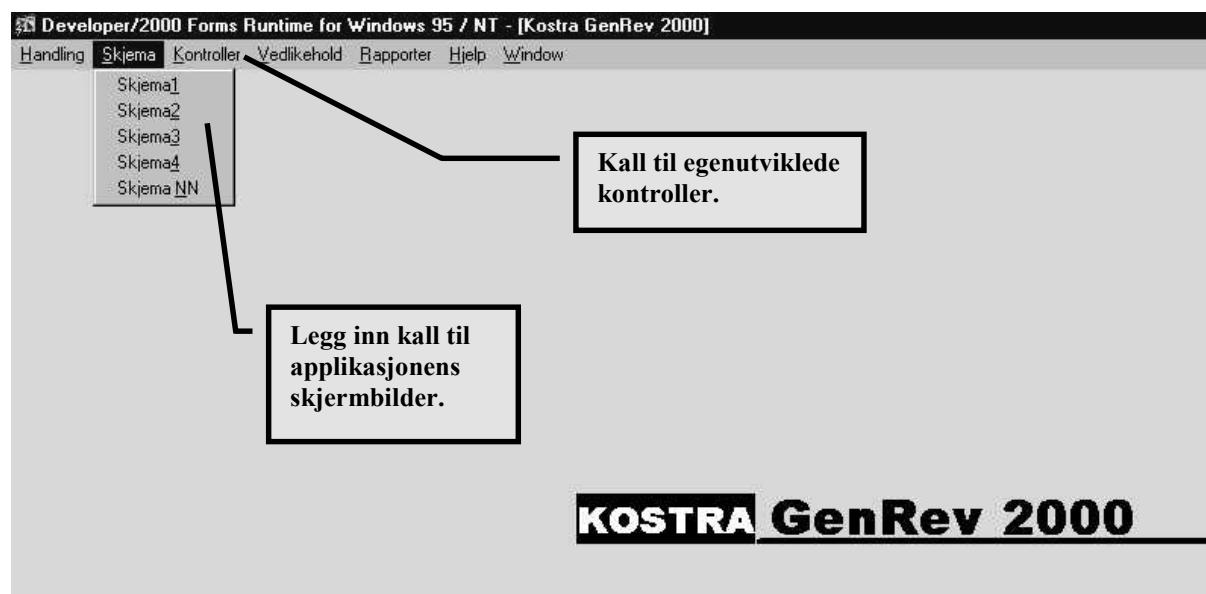 Developer/2000 Forms Runtime for Windows 95 / NT - [Kostra GenRev 2000]
Handling Skjema Kontroller Vedlikehold Rapporter Hjelp Window
Skjema1
Skjema2
Skjema3
Skjema4
Skjema NN
Kall til egenutviklede
kontroller.
Legg inn kall til
applikasjonens
skjermbilder.
KOSTRA GenRev 2000